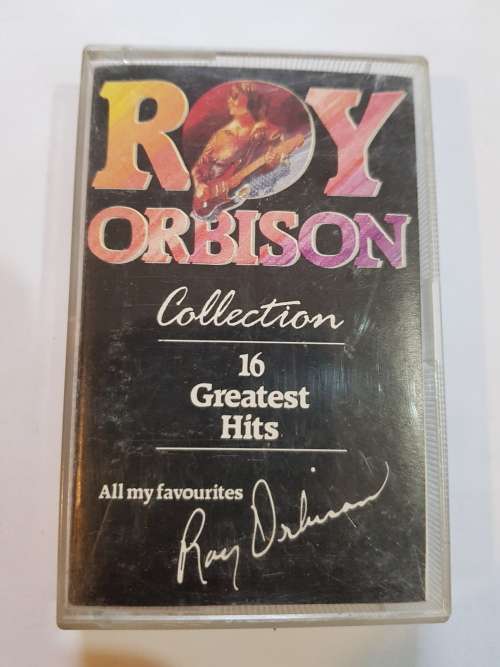 ROY
ORBISON
Collection
16
Greatest
Hits
All my favourites
Roy Orbison